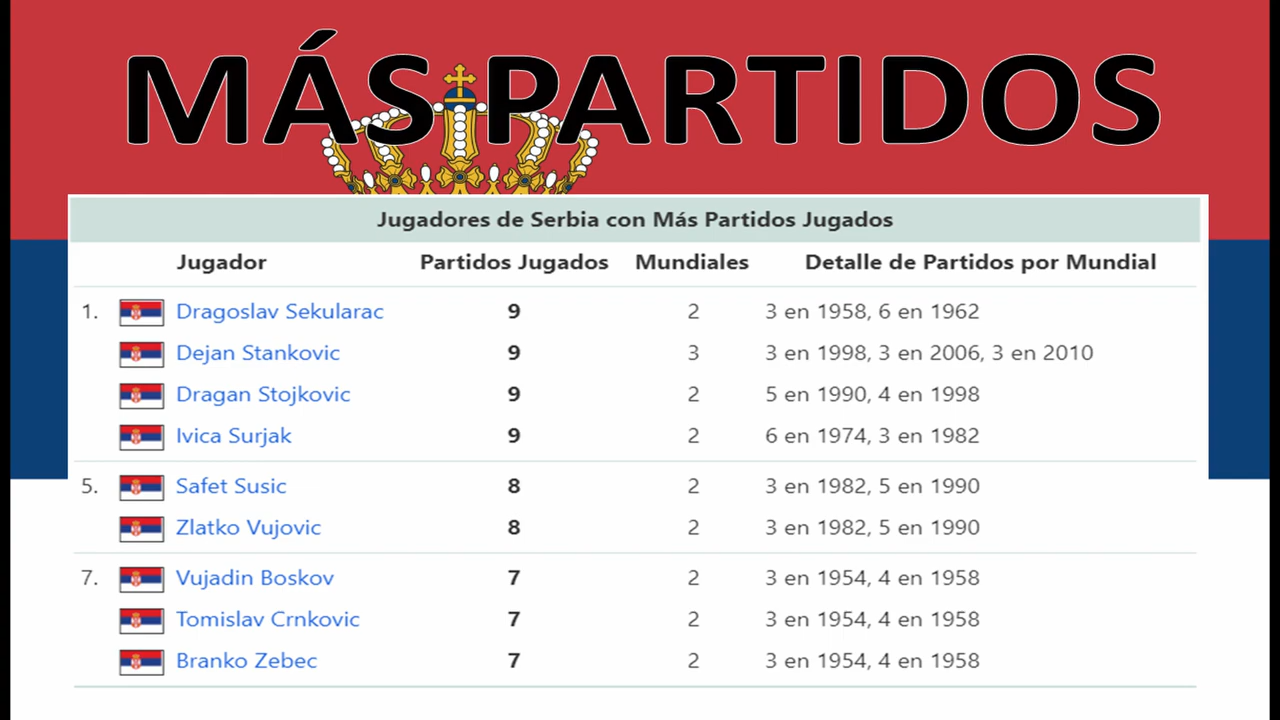 MÁS PARTIDOS
Jugadores de Serbia con Más Partidos Jugados
Jugador Partidos Jugados Mundiales Detalle de Partidos por Mundial
1. Dragoslav Sekularac 9 2 3 en 1958, 6 en 1962
Dejan Stankovic 9 3 3 en 1998, 3 en 2006, 3 en 2010
Dragan Stojkovic 9 2 5 en 1990, 4 en 1998
Ivica Surjak 9 2 6 en 1974, 3 en 1982
5. Safet Susic 8 2 3 en 1982, 5 en 1990
Zlatko Vujovic 8 2 3 en 1982, 5 en 1990
7. Vujadin Boskov 7 2 3 en 1954, 4 en 1958
Tomislav Crnkovic 7 2 3 en 1954, 4 en 1958
Branko Zebec 7 2 3 en 1954, 4 en 1958